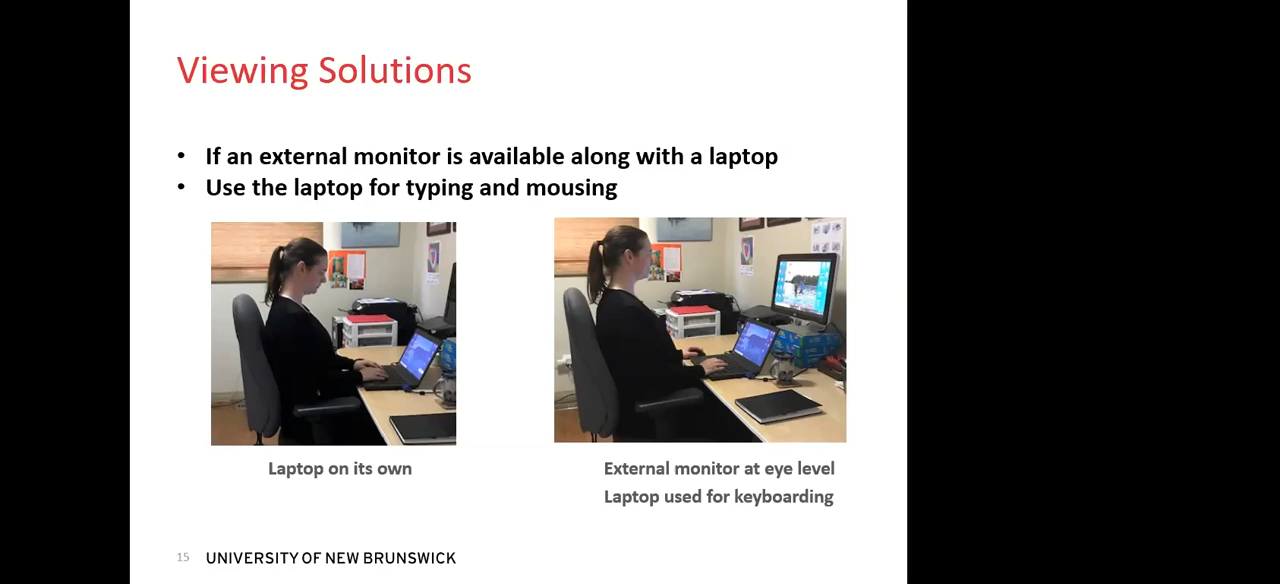 Viewing Solutions
• If an external monitor is available along with a laptop
• Use the laptop for typing and mousing
Laptop on its own
External monitor at eye level
Laptop used for keyboarding
15 UNIVERSITY OF NEW BRUNSWICK